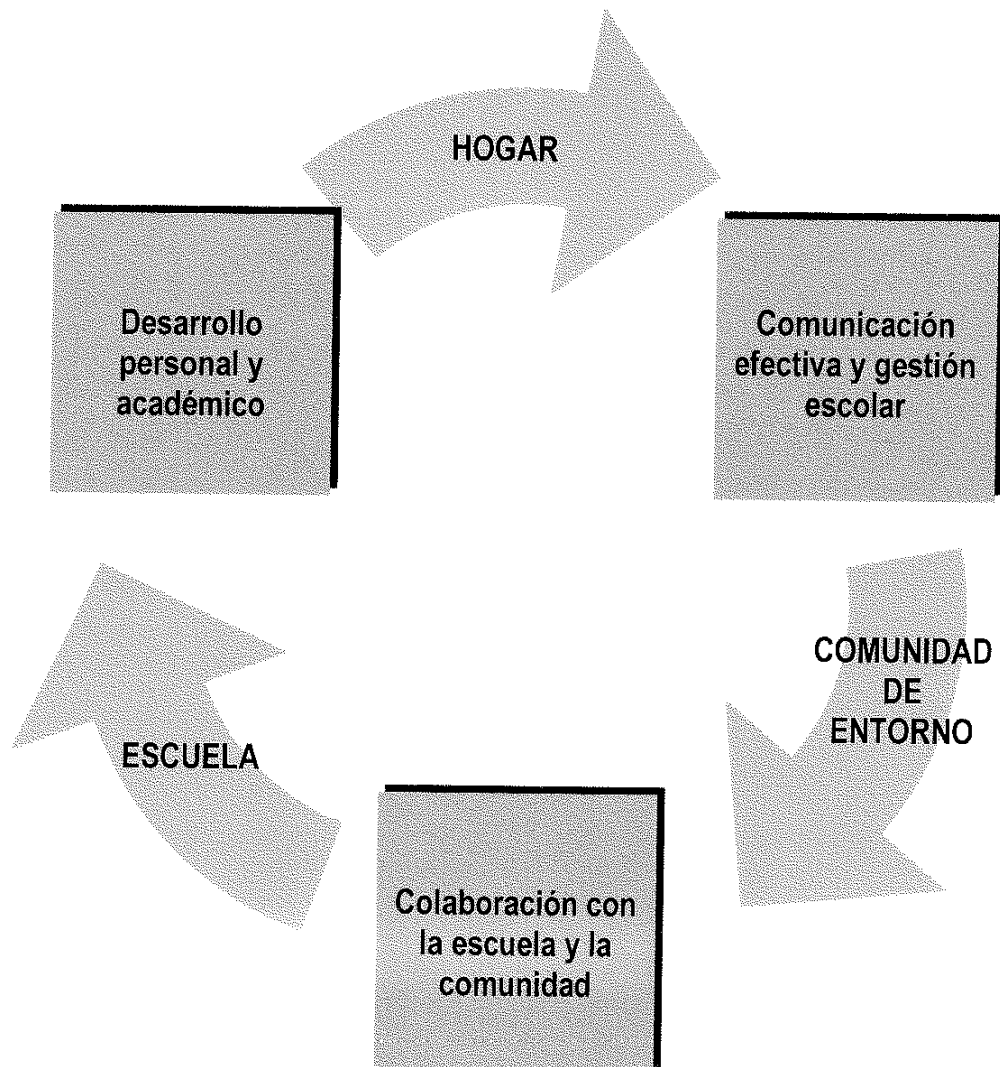 HOGAR
Desarrollo
personal y
académico
Comunicación
efectiva y gestión
escolar
COMUNIDAD
DE
ENTORNO
ESCUELA
Colaboración con
la escuela y la
comunidad